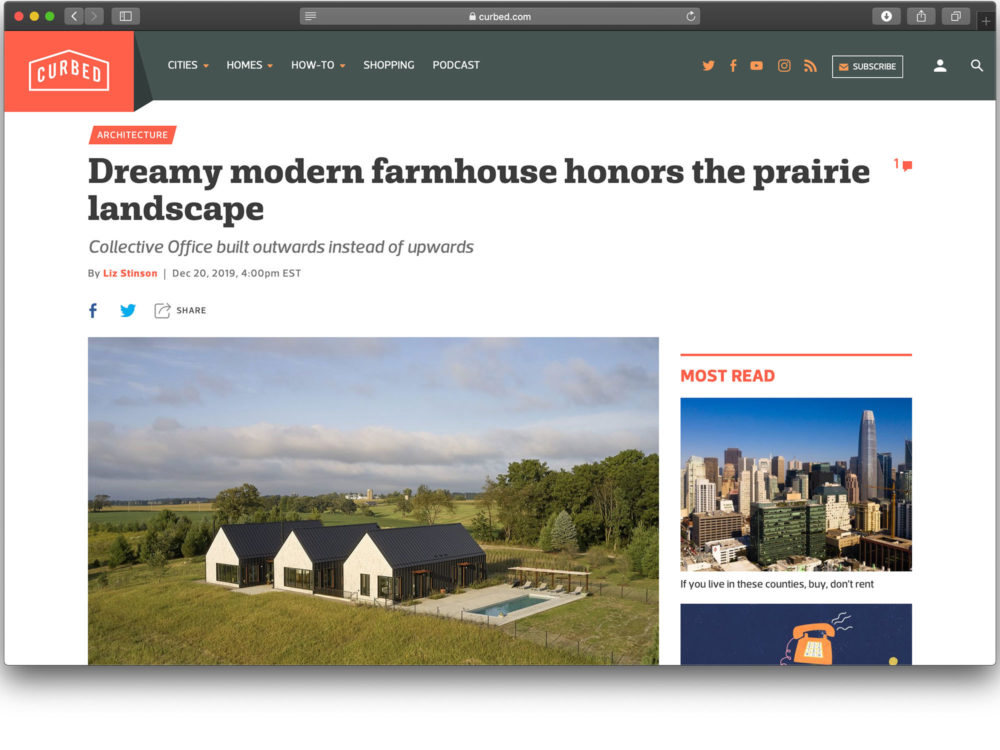 curbed.com
CURBED
CITIES HOMES HOW-TO SHOPPING PODCAST
SUBSCRIBE
ARCHITECTURE
Dreamy modern farmhouse honors the prairie
landscape
1
Collective Office built outwards instead of upwards
By Liz Stinson | Dec 20, 2019, 4:00pm EST
SHARE
MOST READ
If you live in these counties, buy, don't rent